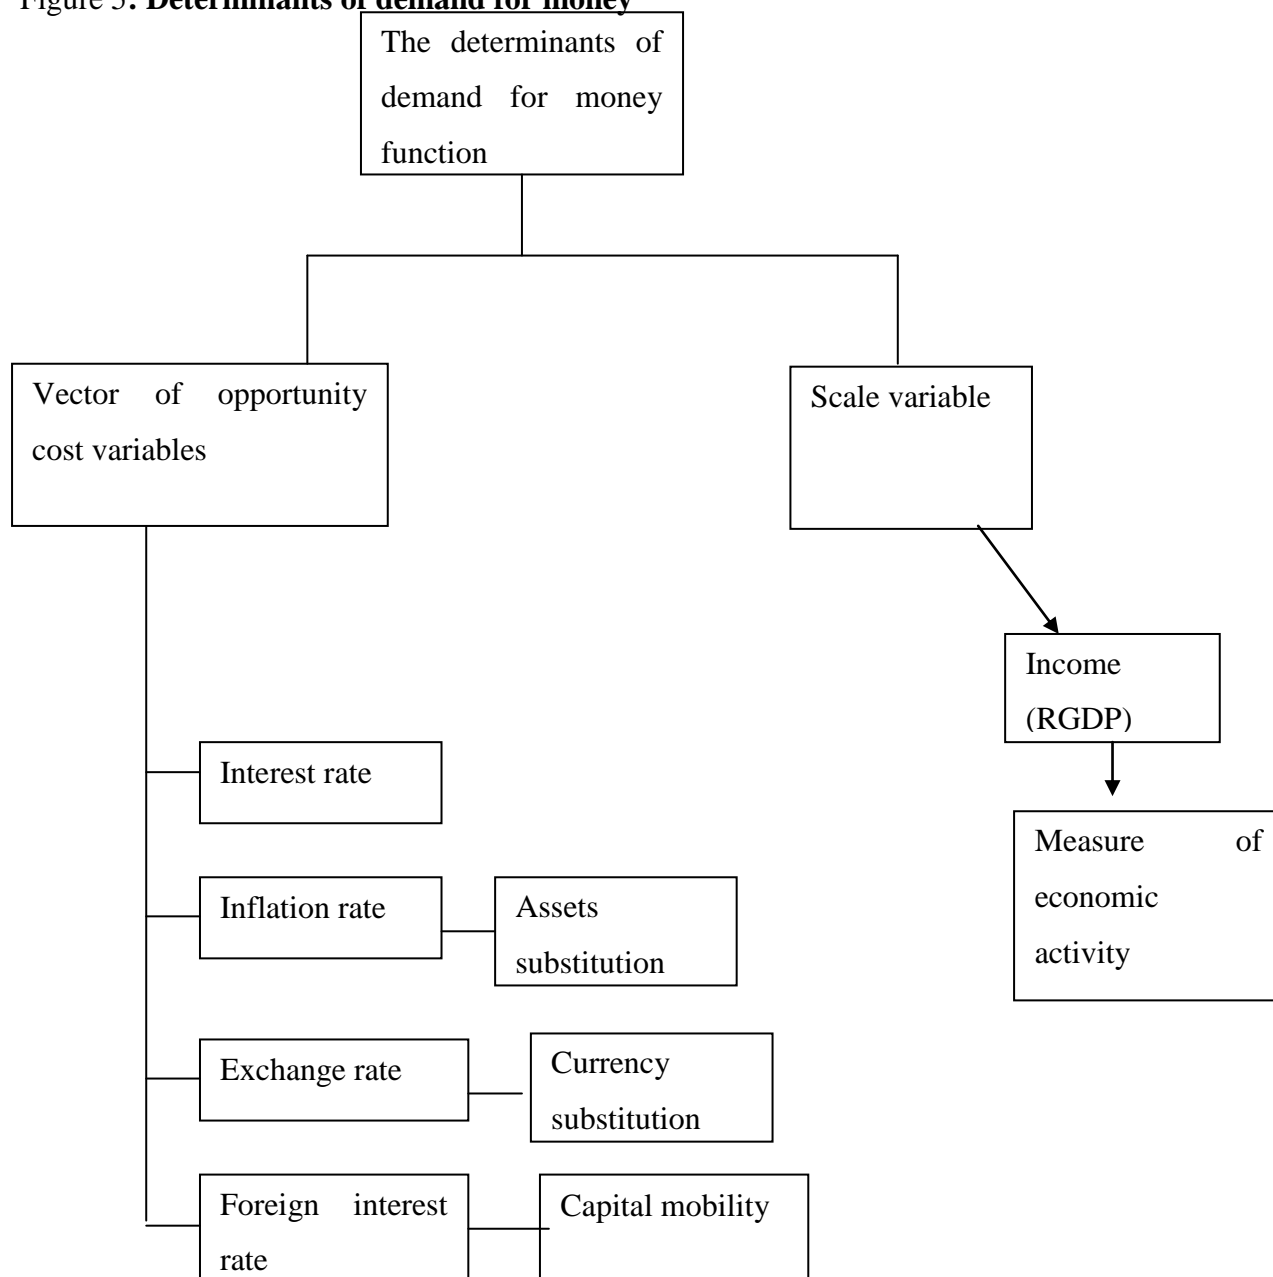 Figure 5: Determinants of demand for money
The determinants of
demand for money
function
Vector of opportunity
cost variables
Scale variable
Income
(RGDP)
Interest rate
Measure of
economic
activity
Inflation rate
Assets
substitution
Exchange rate
Currency
substitution
Foreign interest
rate
Capital mobility